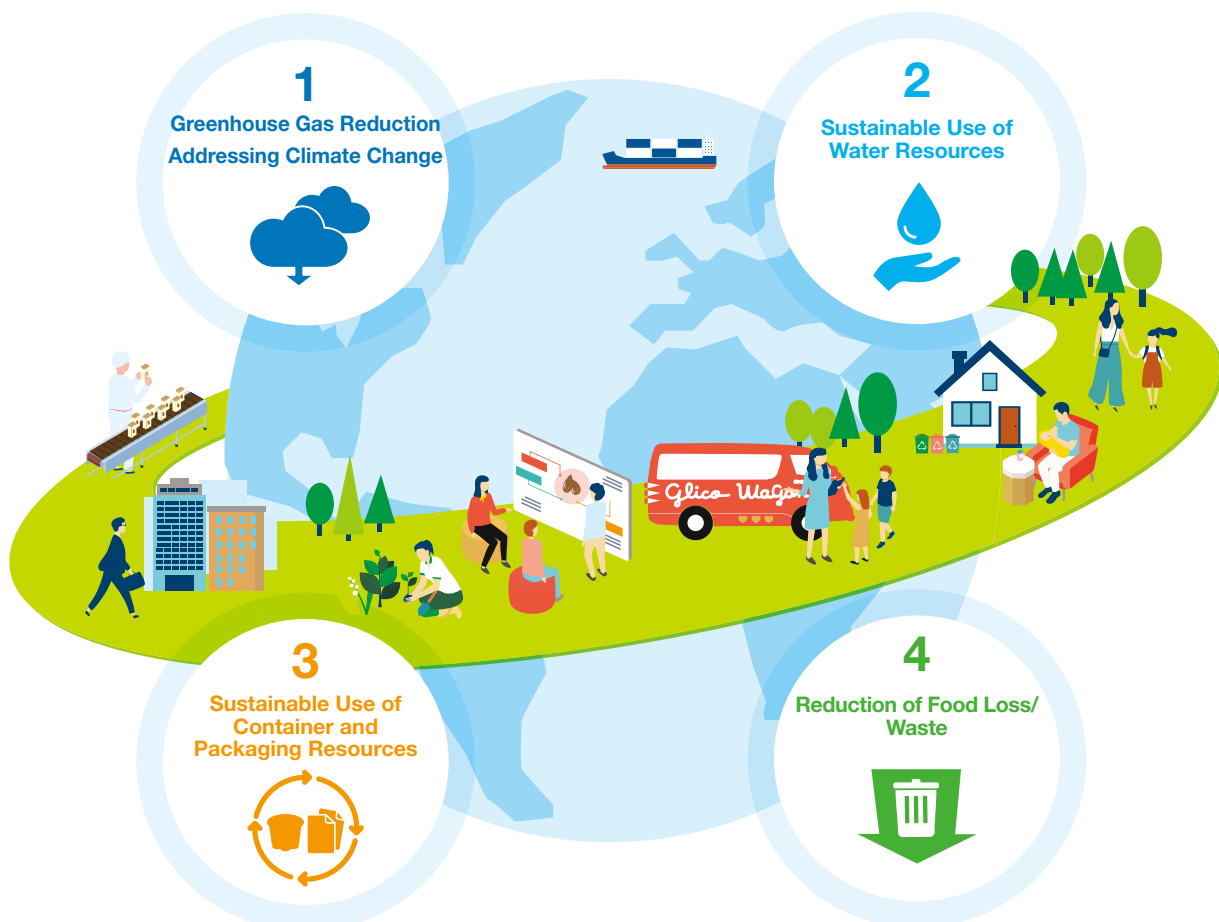 1
Greenhouse Gas Reduction
Addressing Climate Change
2
Sustainable Use of
Water Resources
Glico Wagon
3
Sustainable Use of
Container and
Packaging Resources
4
Reduction of Food Loss/
Waste